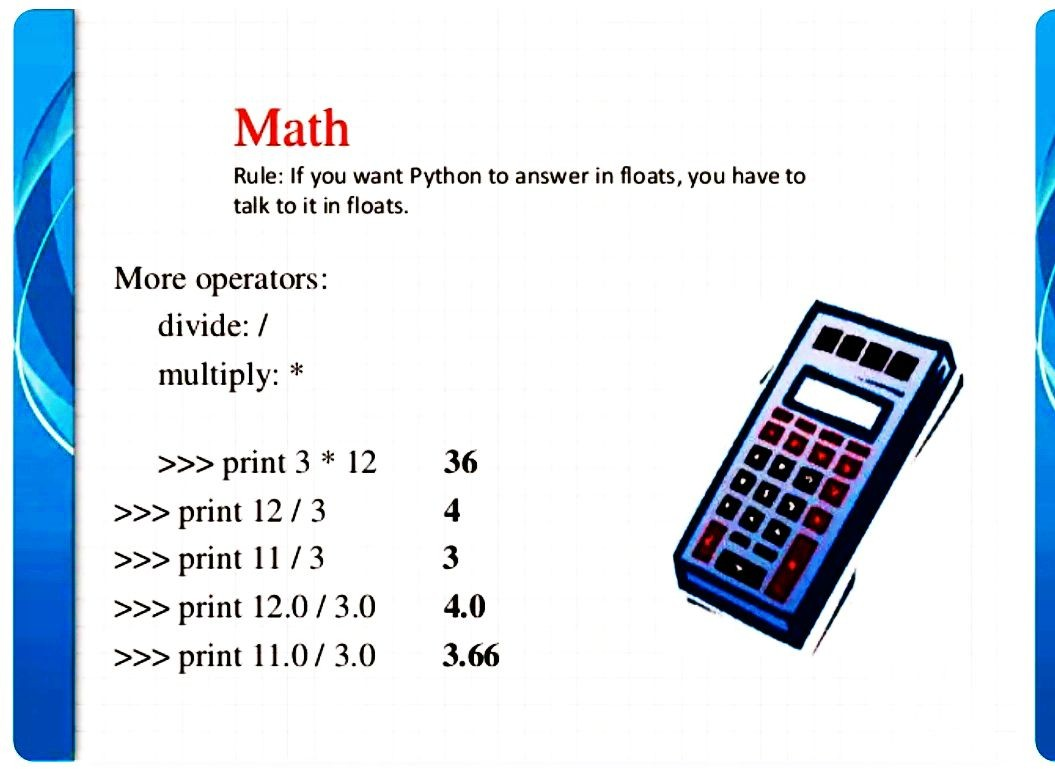 Math
Rule: If you want Python to answer in floats, you have to
talk to it in floats.
More operators:
divide: /
multiply: *
>>> print 3 * 12 36
>>> print 12 / 3 4
>>> print 11 / 3 3
>>> print 12.0 / 3.0 4.0
>>> print 11.0 / 3.0 3.66